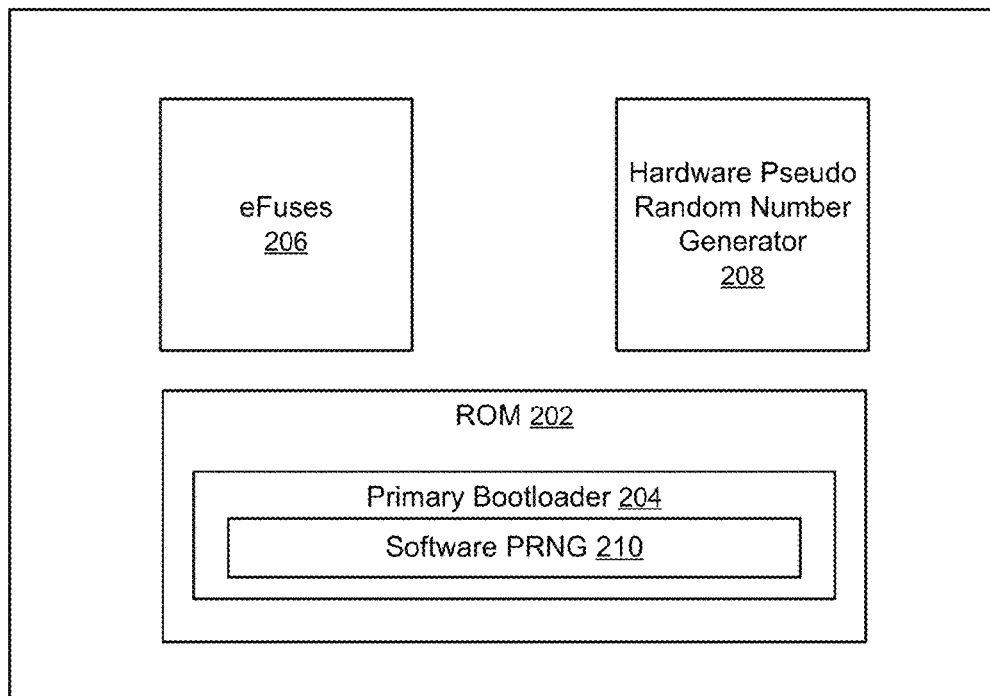 eFuses
206
Hardware Pseudo
Random Number
Generator
208
ROM 202
Primary Bootloader 204
Software PRNG 210